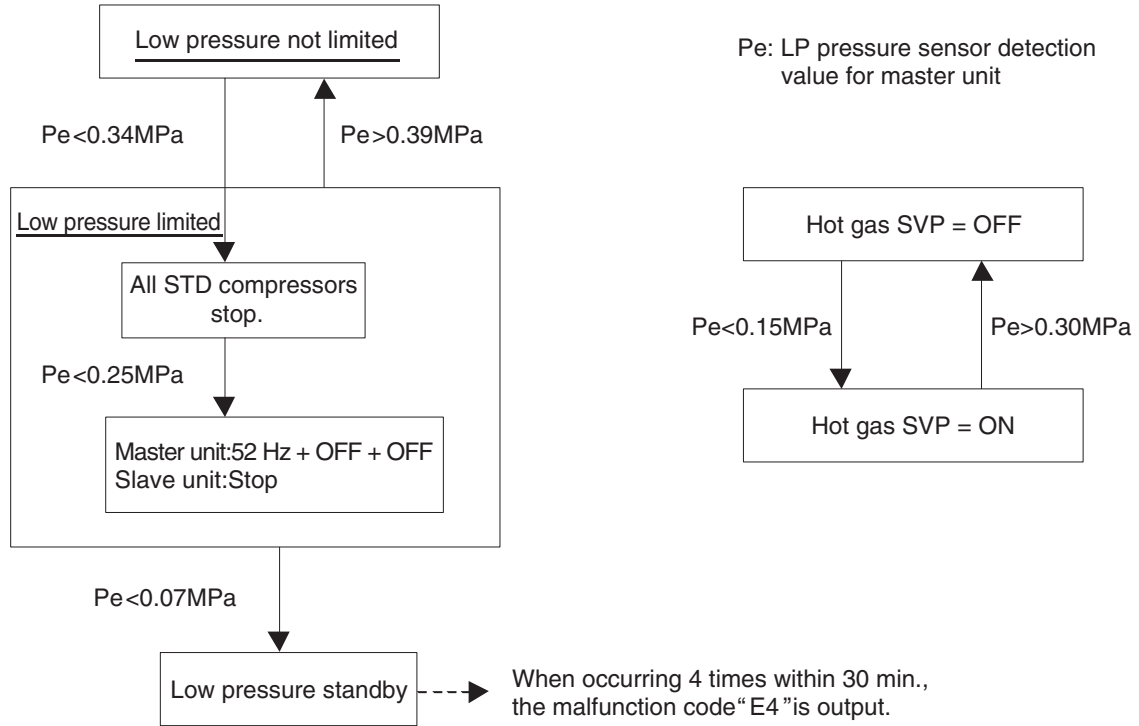 Low pressure not limited
Pe: LP pressure sensor detection
value for master unit
Pe<0.34MPa
Pe>0.39MPa
Low pressure limited
All STD compressors
stop.
Pe<0.25MPa
Master unit:52 Hz + OFF + OFF
Slave unit:Stop
Pe<0.07MPa
Low pressure standby
When occurring 4 times within 30 min.,
the malfunction code“E4”is output.
Hot gas SVP = OFF
Pe<0.15MPa
Pe>0.30MPa
Hot gas SVP = ON